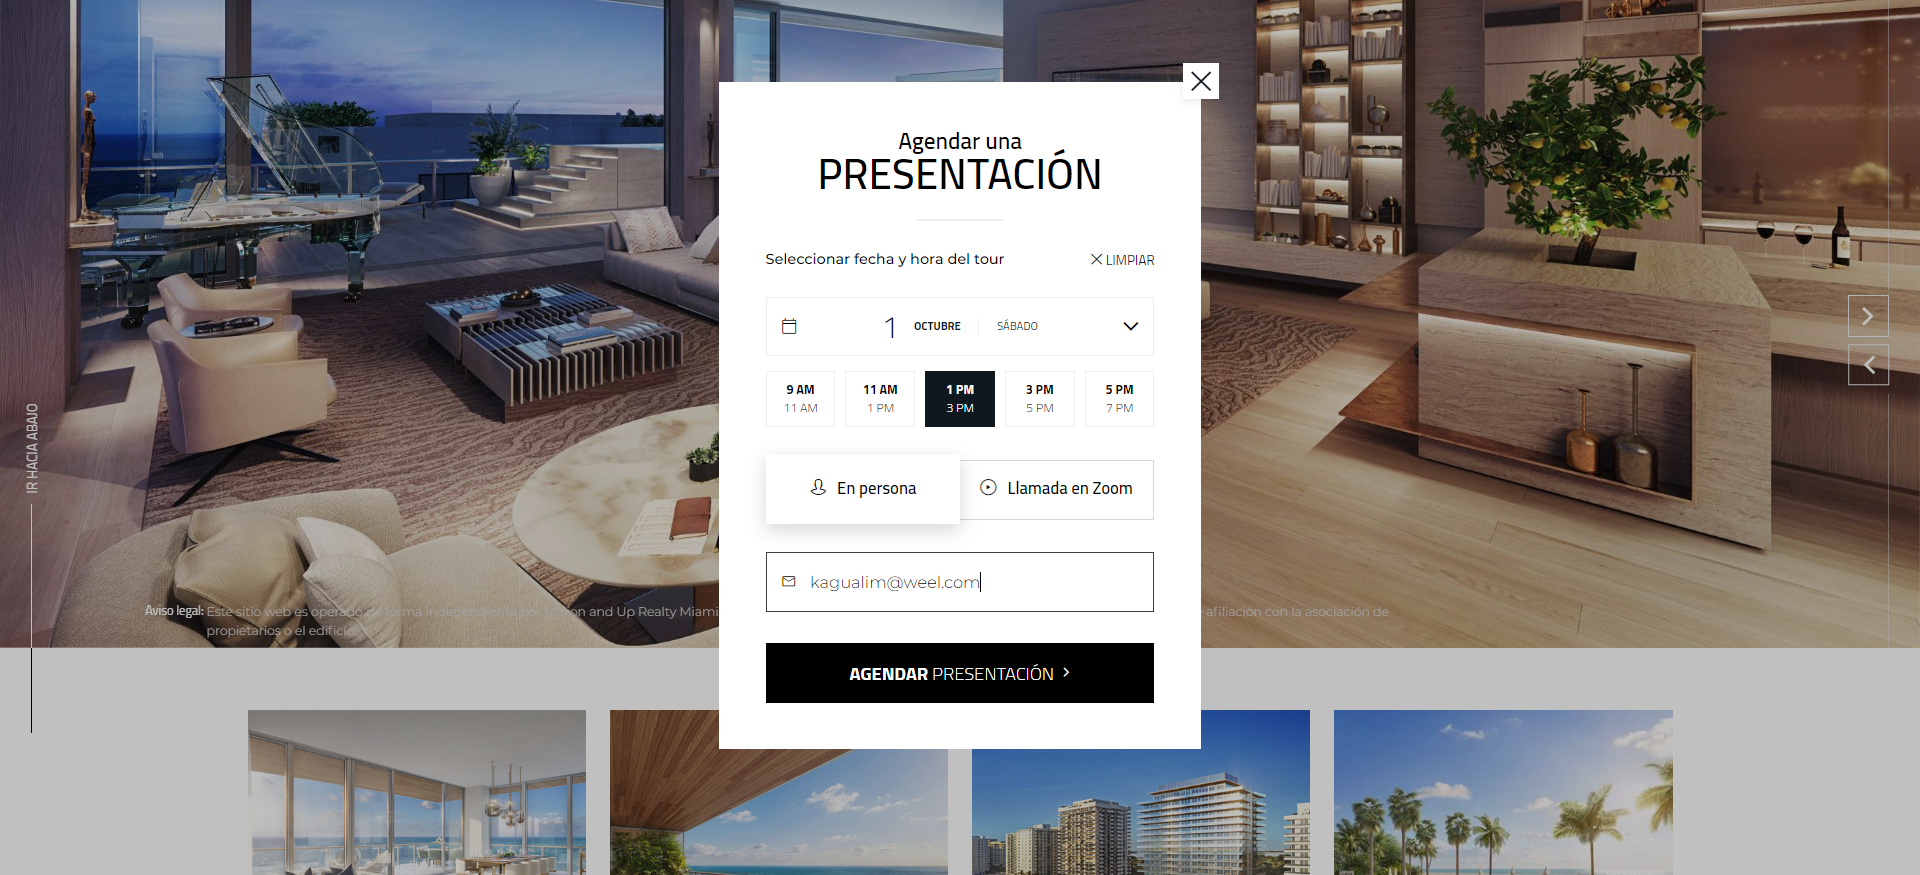 Agendar una
PRESENTACIÓN
Seleccionar fecha y hora del tour
LIMPIAR
1 OCTUBRE SÁBADO
9 AM
11 AM
11 AM
1 PM
1 PM
3 PM
3 PM
5 PM
5 PM
7 PM
En persona
Llamada en Zoom
kagualim@weel.com
AGENDAR PRESENTACIÓN
IR HACIA ABAJO
Aviso legal: Este sitio web es operado de forma independiente por Million and Up Realty Miami
afiliación con la asociación de
propietarios o el edificio.